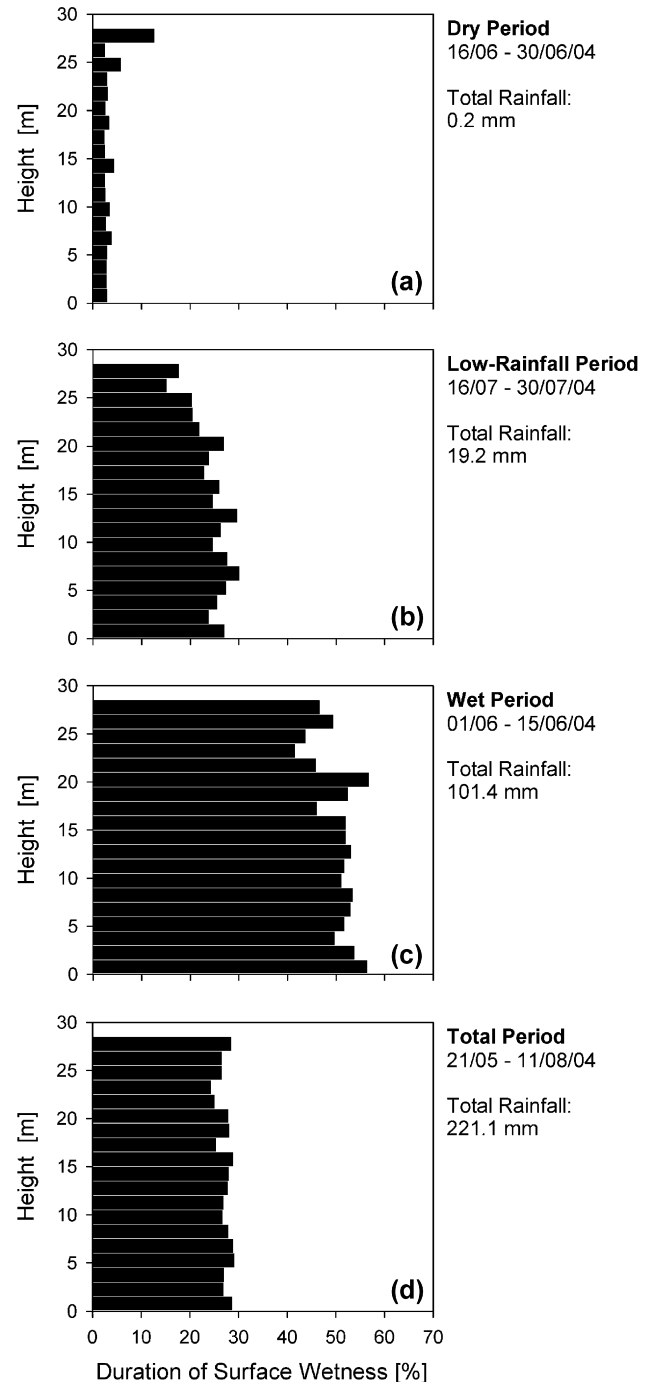 30
25
20
15
10
5
0
Height [m]
(a)
Dry Period
16/06 - 30/06/04
Total Rainfall:
0.2 mm
30
25
20
15
10
5
0
Height [m]
(b)
Low-Rainfall Period
16/07 - 30/07/04
Total Rainfall:
19.2 mm
30
25
20
15
10
5
0
Height [m]
(c)
Wet Period
01/06 - 15/06/04
Total Rainfall:
101.4 mm
30
25
20
15
10
5
0
Height [m]
(d)
Total Period
21/05 - 11/08/04
Total Rainfall:
221.1 mm
0 10 20 30 40 50 60 70
Duration of Surface Wetness [%]